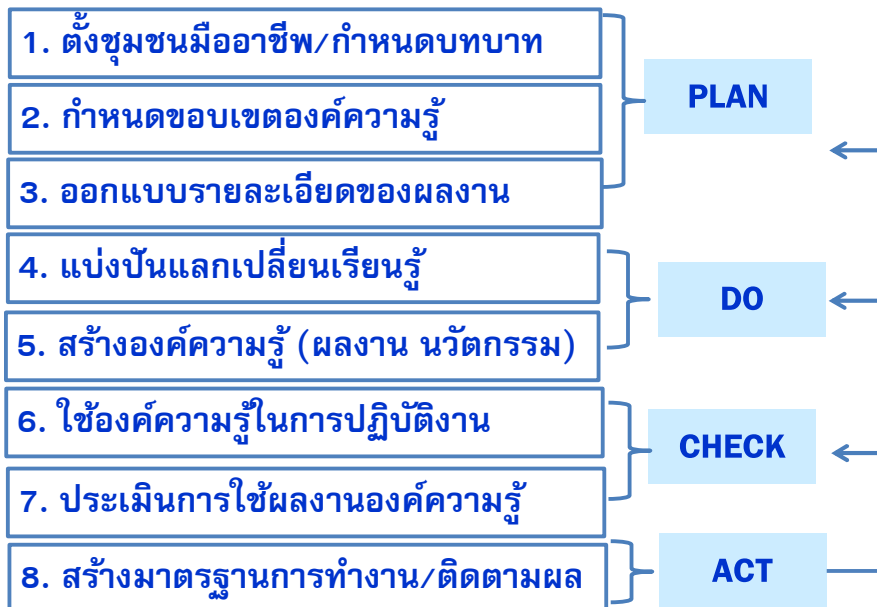 1. ตั้งชุมชนมืออาชีพ/กำหนดบทบาท
2. กำหนดขอบเขตองค์ความรู้
3. ออกแบบรายละเอียดของผลงาน
PLAN
4. แบ่งปันแลกเปลี่ยนเรียนรู้
5. สร้างองค์ความรู้ (ผลงาน นวัตกรรม)
DO
6. ใช้องค์ความรู้ในการปฏิบัติงาน
7. ประเมินการใช้ผลงานองค์ความรู้
CHECK
8. สร้างมาตรฐานการทำงาน/ติดตามผล
ACT